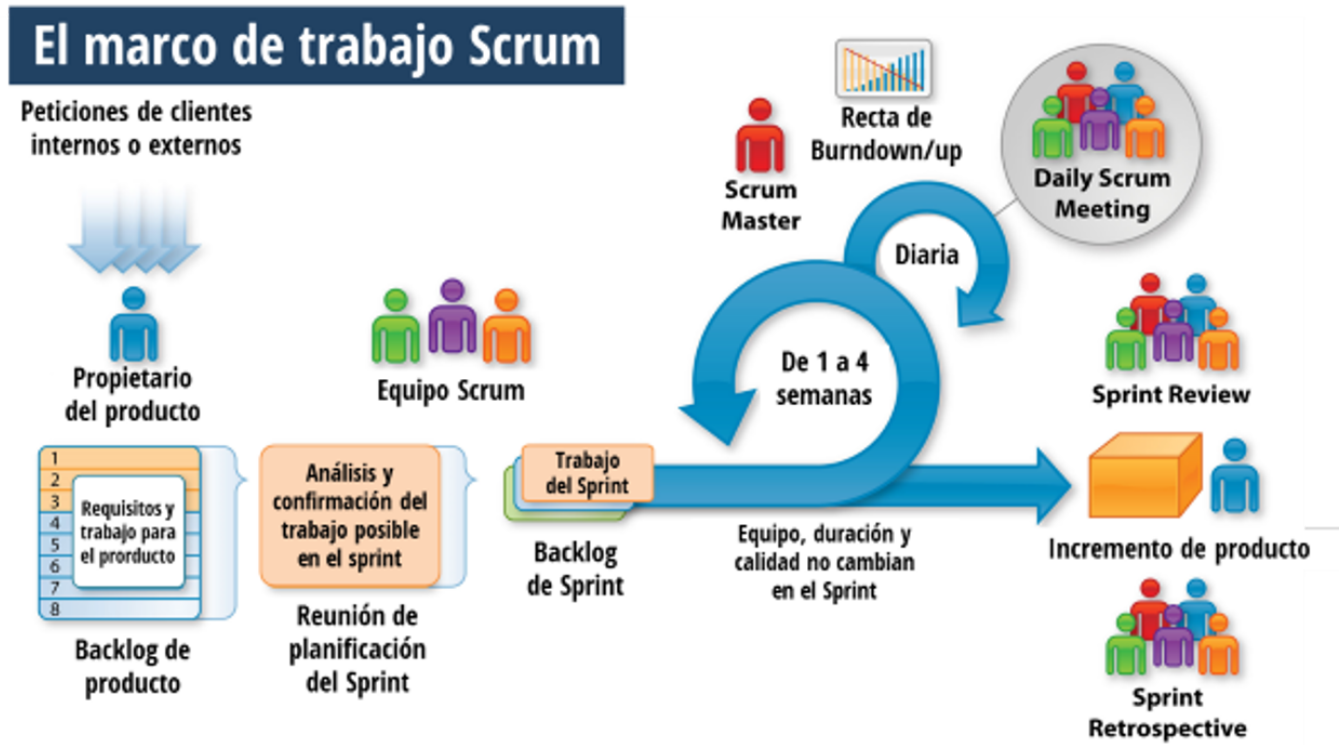 El marco de trabajo Scrum
Peticiones de clientes
internos o externos
Propietario
del producto
1
2
3
4
5
6
7
8
Requisitos y
trabajo para
el prorducto
Backlog de
producto
Equipo Scrum
Análisis y
confirmación del
trabajo posible
en el sprint
Reunión de
planificación
del Sprint
Trabajo
del Sprint
Backlog
de Sprint
Scrum
Master
Recta de
Burndown/up
Daily Scrum
Meeting
Diaria
De 1 a 4
semanas
Equipo, duración y
calidad no cambian
en el Sprint
Sprint Review
Incremento de producto
Sprint
Retrospective